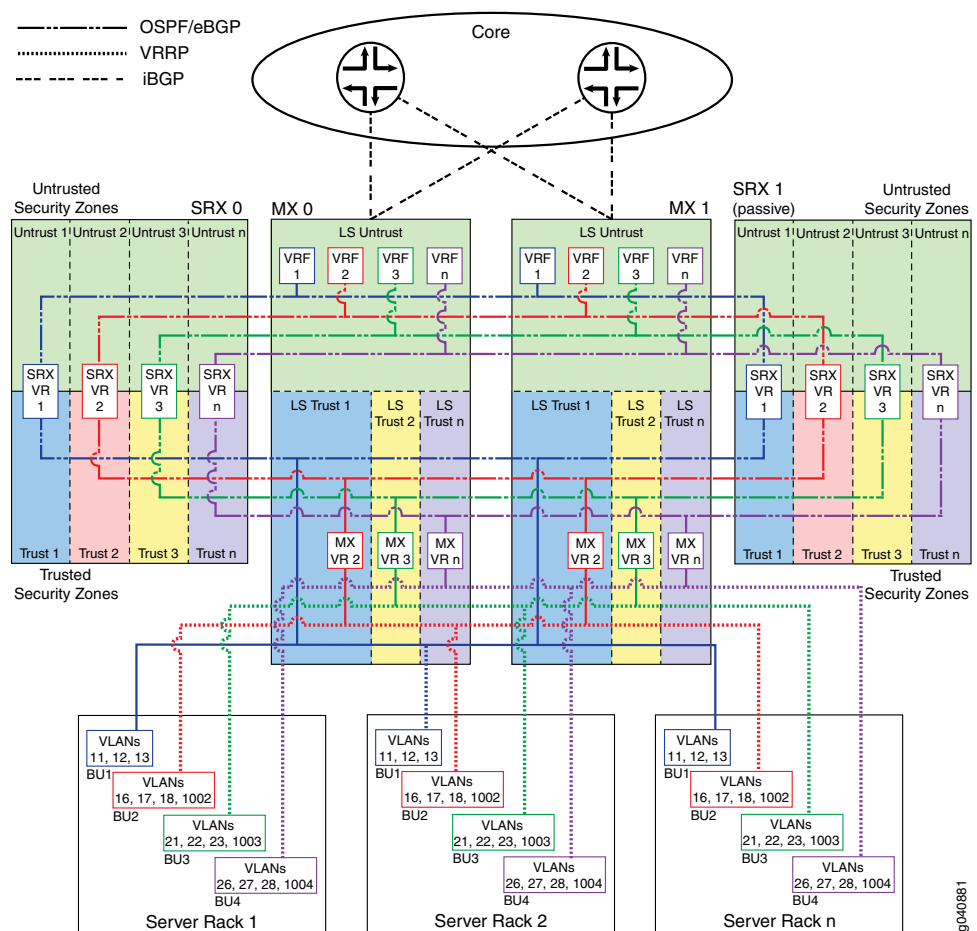 OSPF/eBGP
VRRP
iBGP
Core
Untrusted
Security Zones
SRX 0
MX 0
MX 1
SRX 1
(passive)
Untrusted
Security Zones
Untrust 1
Untrust 2
Untrust 3
Untrust n
LS Untrust
LS Untrust
Untrust 1
Untrust 2
Untrust 3
Untrust n
VRF
1
VRF
2
VRF
3
VRF
n
VRF
1
VRF
2
VRF
3
VRF
n
SRX
VR
1
SRX
VR
2
SRX
VR
3
SRX
VR
n
SRX
VR
1
SRX
VR
2
SRX
VR
3
SRX
VR
n
LS Trust 1
LS
Trust 2
LS
Trust n
LS Trust 1
LS
Trust 2
LS
Trust n
MX
VR 2
MX
VR 3
MX
VR n
MX
VR 2
MX
VR 3
MX
VR n
Trust 1
Trust 2
Trust 3
Trust n
Trusted
Security Zones
Trust 1
Trust 2
Trust 3
Trust n
Trusted
Security Zones
VLANs
11, 12, 13
BU1
VLANs
16, 17, 18, 1002
BU2
VLANs
21, 22, 23, 1003
BU3
VLANs
26, 27, 28, 1004
BU4
Server Rack 1
VLANs
11, 12, 13
BU1
VLANs
16, 17, 18, 1002
BU2
VLANs
21, 22, 23, 1003
BU3
VLANs
26, 27, 28, 1004
BU4
Server Rack 2
VLANs
11, 12, 13
BU1
VLANs
16, 17, 18, 1002
BU2
VLANs
21, 22, 23, 1003
BU3
VLANs
26, 27, 28, 1004
BU4
Server Rack n
g040881